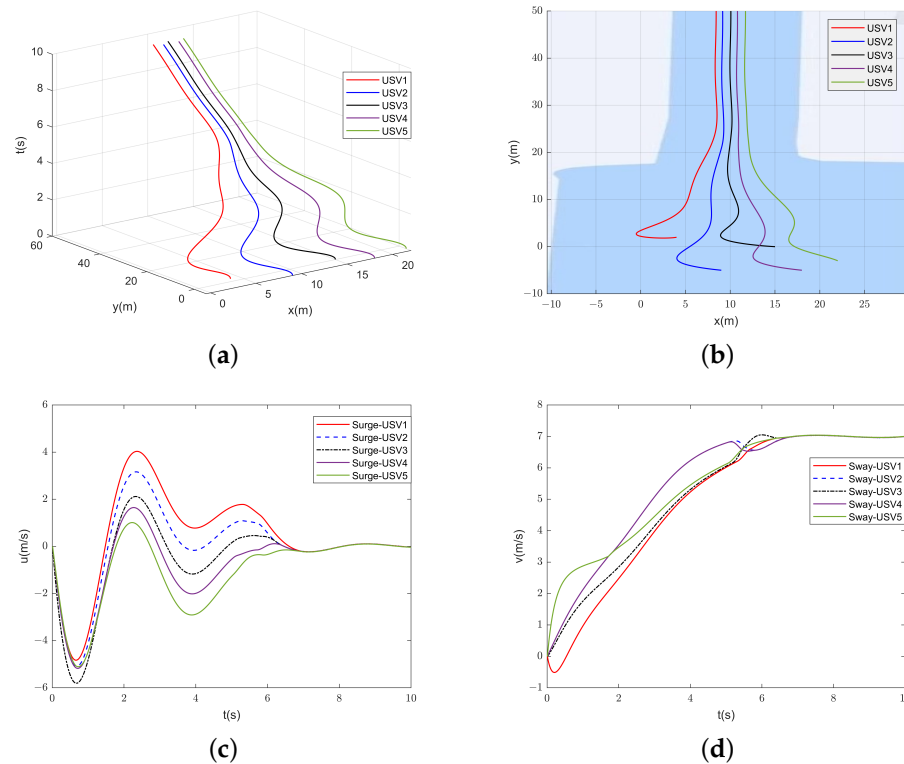 10
8
6
4
2
0
60
40
20
0
0
5
10
15
20
t(s)
y(m)
x(m)
USV1
USV2
USV3
USV4
USV5
(a)
50
40
30
20
10
0
-10
-10
-5
0
5
10
15
20
25
30
y(m)
x(m)
USV1
USV2
USV3
USV4
USV5
(b)
6
4
2
0
-2
-4
-6
0
2
4
6
8
10
u(m/s)
t(s)
Surge-USV1
Surge-USV2
Surge-USV3
Surge-USV4
Surge-USV5
(c)
8
7
6
5
4
3
2
1
0
-1
0
2
4
6
8
10
v(m/s)
t(s)
Sway-USV1
Sway-USV2
Sway-USV3
Sway-USV4
Sway-USV5
(d)